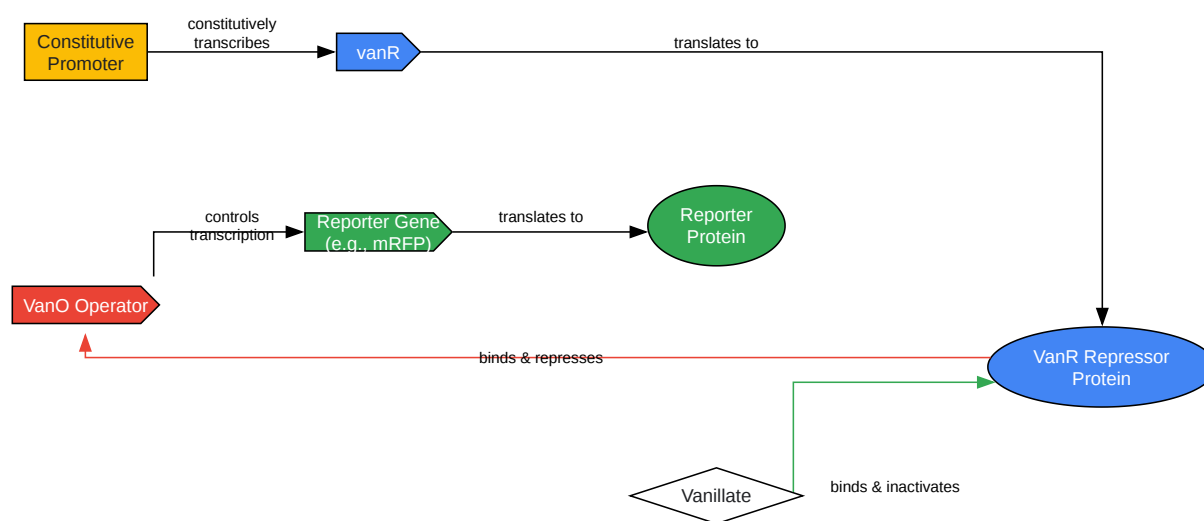 constitutively
transcribes
Constitutive
Promoter
vanR
translates to
controls
transcription
Reporter Gene
(e.g., mRFP)
translates to
Reporter
Protein
VanO Operator
binds & represses
VanR Repressor
Protein
Vanillate
binds & inactivates